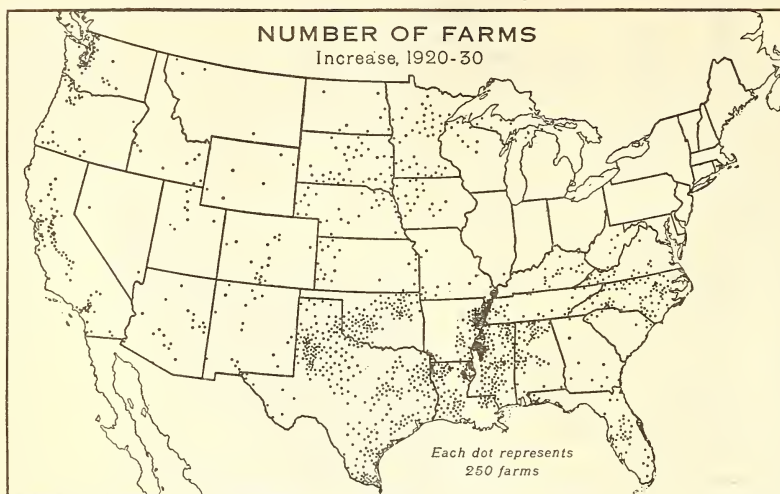 NUMBER OF FARMS
Increase, 1920-30
Each dot represents
250 farms